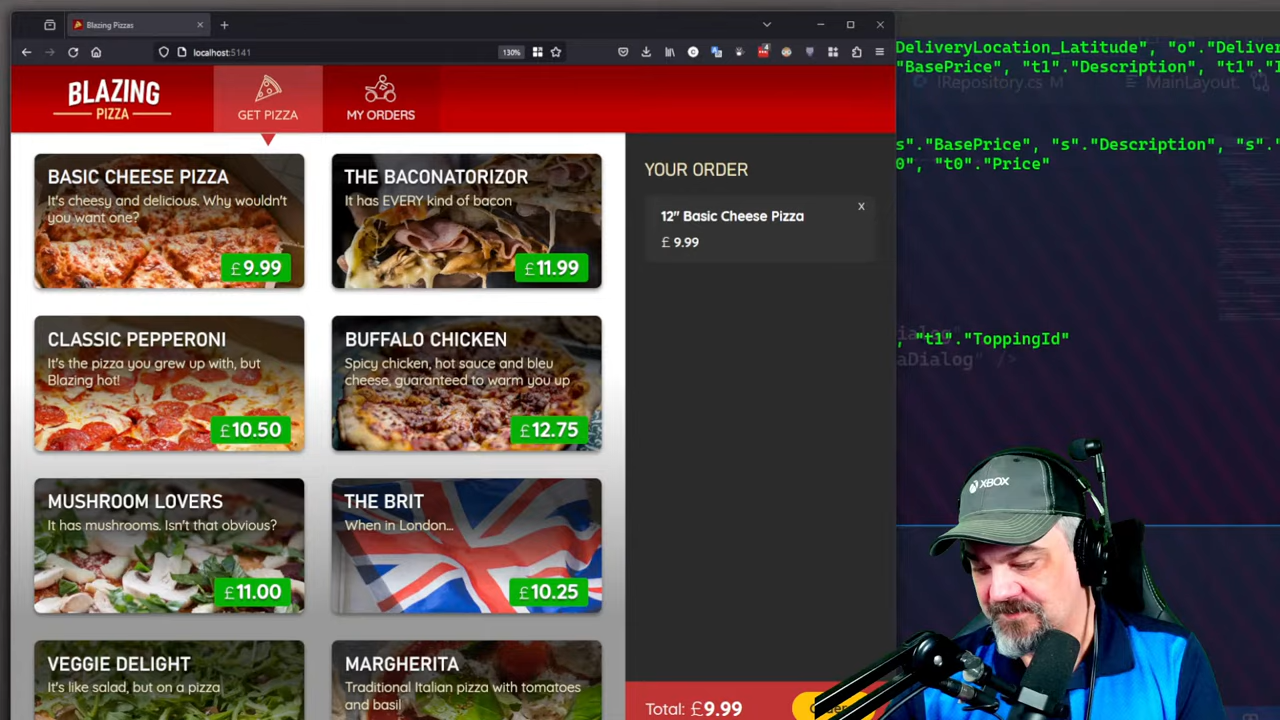 Blazing Pizzas
localhost:5141
130%
BLAZING
PIZZA
GET PIZZA
MY ORDERS
BASIC CHEESE PIZZA
It's cheesy and delicious. Why wouldn't
you want one?
£9.99
THE BACONATORIZOR
It has EVERY kind of bacon
£11.99
CLASSIC PEPPERONI
It's the pizza you grew up with, but
Blazing hot!
£10.50
BUFFALO CHICKEN
Spicy chicken, hot sauce and bleu
cheese, guaranteed to warm you up
£12.75
MUSHROOM LOVERS
It has mushrooms. Isn't that obvious?
£11.00
THE BRIT
When in London...
£10.25
VEGGIE DELIGHT
It's like salad, but on a pizza
MARGHERITA
Traditional Italian pizza with tomatoes
and basil
YOUR ORDER
12" Basic Cheese Pizza
x
£ 9.99
Total: £9.99
DeliveryLocation_Latitude", "o"."Deliver
"BasePrice", "t1"."Description", "t1"."
IRepository.cs M
MainLayout.
s"."BasePrice", "s"."Description", "s".
0", "t0"."Price"
, "t1"."ToppingId"
aDialog" />
XBOX